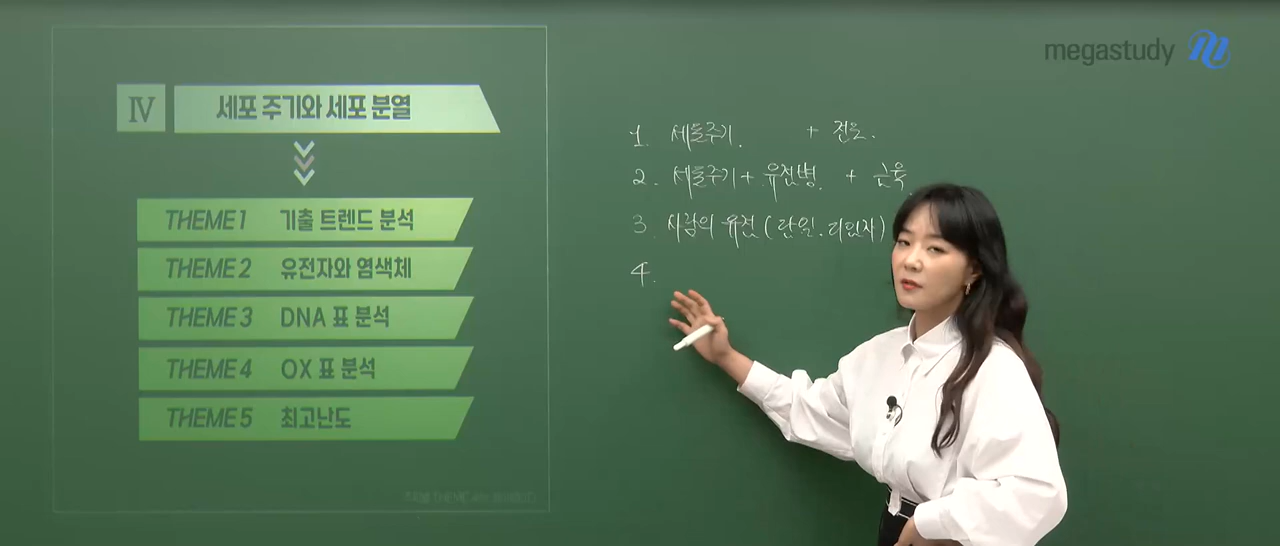 megastudy
Ⅳ 세포 주기와 세포 분열
THEME 1 기출 트렌드 분석
THEME 2 유전자와 염색체
THEME 3 DNA 표 분석
THEME 4 OX 표 분석
THEME 5 최고난도
1. 세포주기. + 전도.
2. 세포주기 + 유전병. + 근육
3. 사람의 유전 (단일. 다인자)
4.